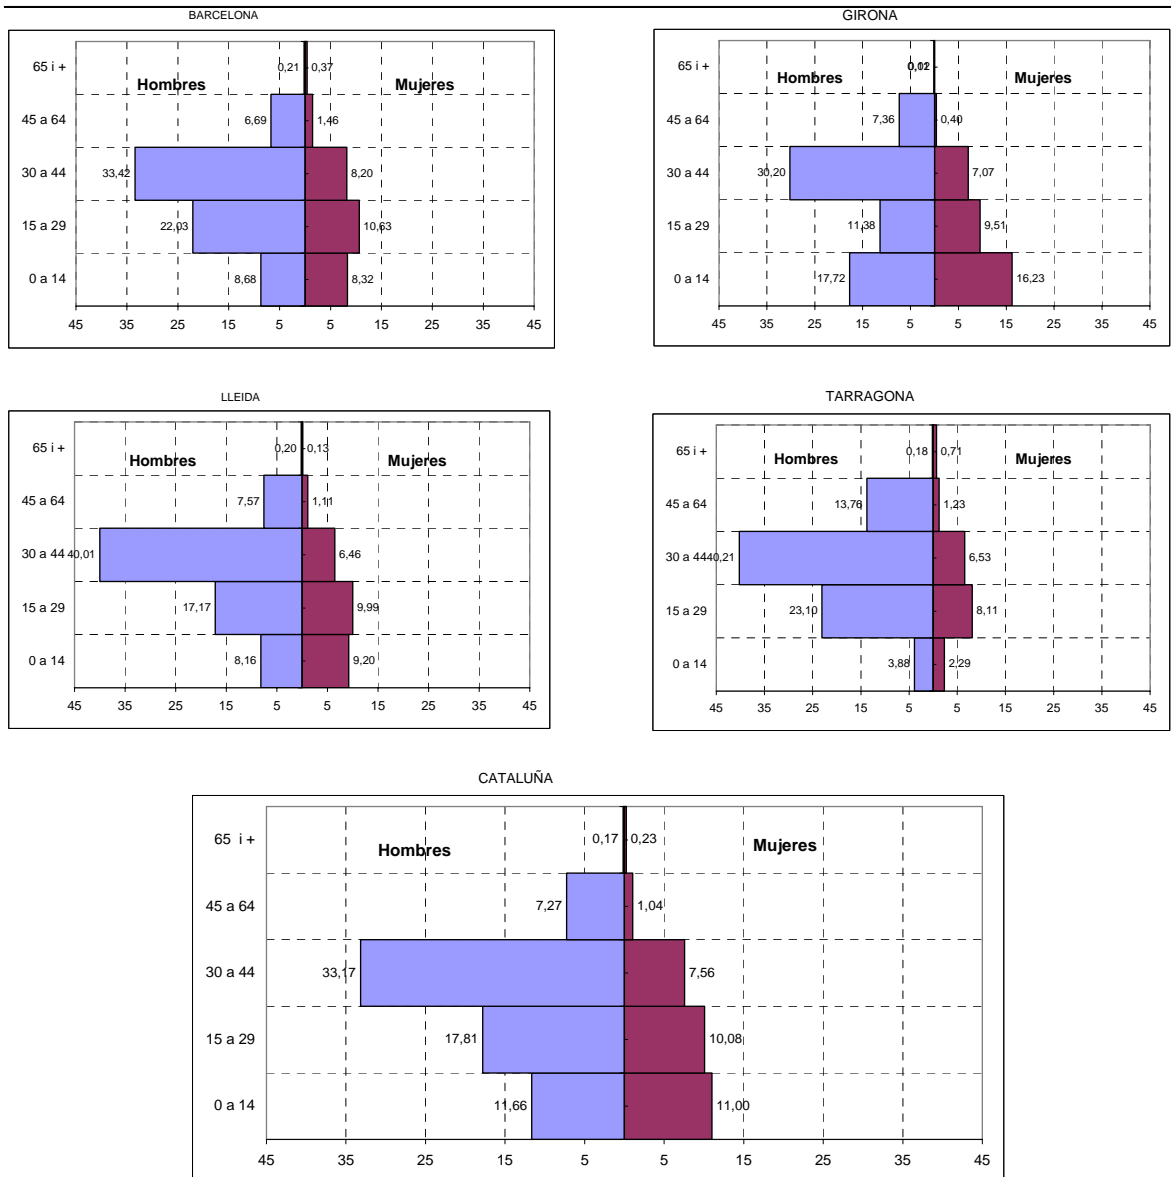 BARCELONA
65 i +
0,21 0,37
Hombres Mujeres
45 a 64
6,69 1,46
30 a 44
33,42 8,20
15 a 29
22,03 10,63
0 a 14
8,68 8,32
45 35 25 15 5 5 15 25 35 45
GIRONA
65 i +
Hombres Mujeres
45 a 64
7,36 0,40
30 a 44
30,20 7,07
15 a 29
11,38 9,51
0 a 14
17,72 16,23
45 35 25 15 5 5 15 25 35 45
LLEIDA
65 i +
0,20 0,13
Hombres Mujeres
45 a 64
7,57 1,11
30 a 44
40,01 6,46
15 a 29
17,17 9,99
0 a 14
8,16 9,20
45 35 25 15 5 5 15 25 35 45
TARRAGONA
65 i +
0,18 0,71
Hombres Mujeres
45 a 64
13,76 1,23
30 a 44
40,21 6,53
15 a 29
23,10 8,11
0 a 14
3,88 2,29
45 35 25 15 5 5 15 25 35 45
CATALUÑA
65 i +
0,17 0,23
Hombres Mujeres
45 a 64
7,27 1,04
30 a 44
33,17 7,56
15 a 29
17,81 10,08
0 a 14
11,66 11,00
45 35 25 15 5 5 15 25 35 45